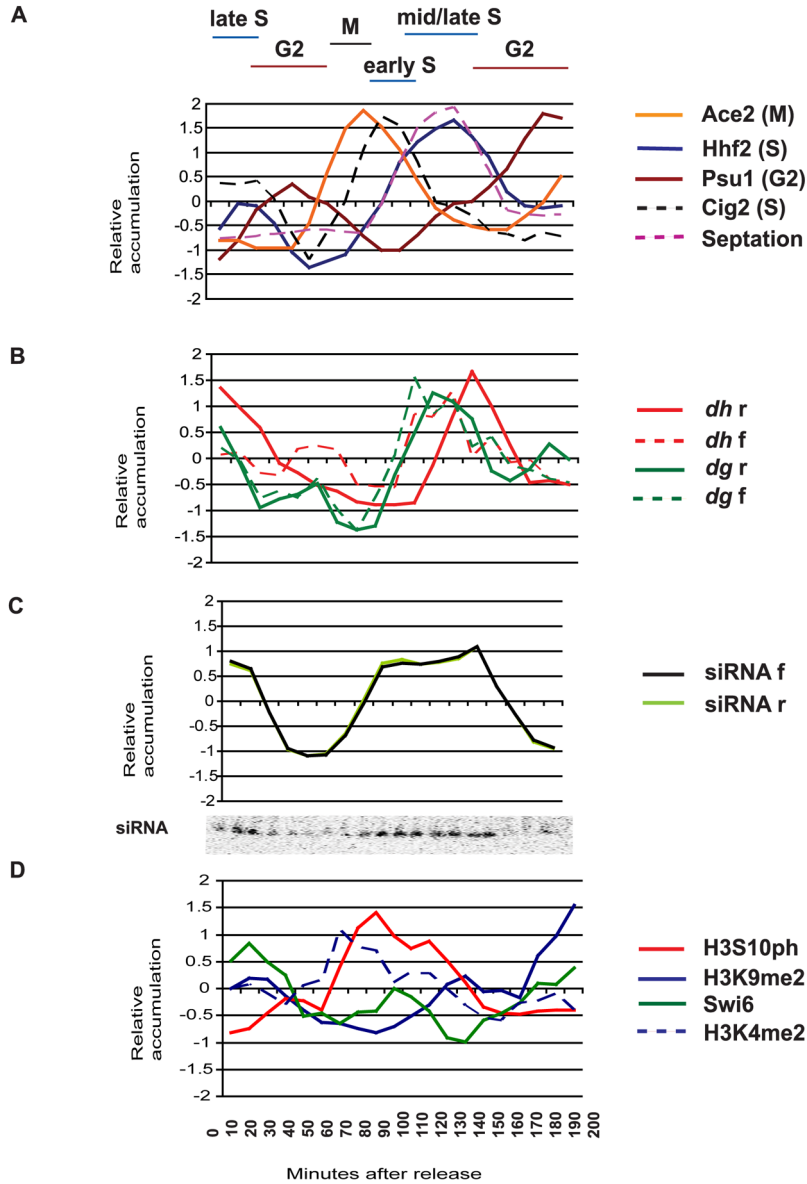 A
late S
G2
M
mid/late S
early S
G2
2
1.5
1
0.5
0
-0.5
-1
-1.5
-2
Relative
accumulation
Ace2 (M)
Hhf2 (S)
Psu1 (G2)
Cig2 (S)
Septation
B
2
1.5
1
0.5
0
-0.5
-1
-1.5
-2
Relative
accumulation
dh r
dh f
dg r
dg f
C
2
1.5
1
0.5
0
-0.5
-1
-1.5
-2
Relative
accumulation
siRNA f
siRNA r
siRNA
D
2
1.5
1
0.5
0
-0.5
-1
-1.5
-2
Relative
accumulation
H3S10ph
H3K9me2
Swi6
H3K4me2
0 10 20 30 40 50 60 70 80 90 100 110 120 130 140 150 160 170 180 190 200
Minutes after release